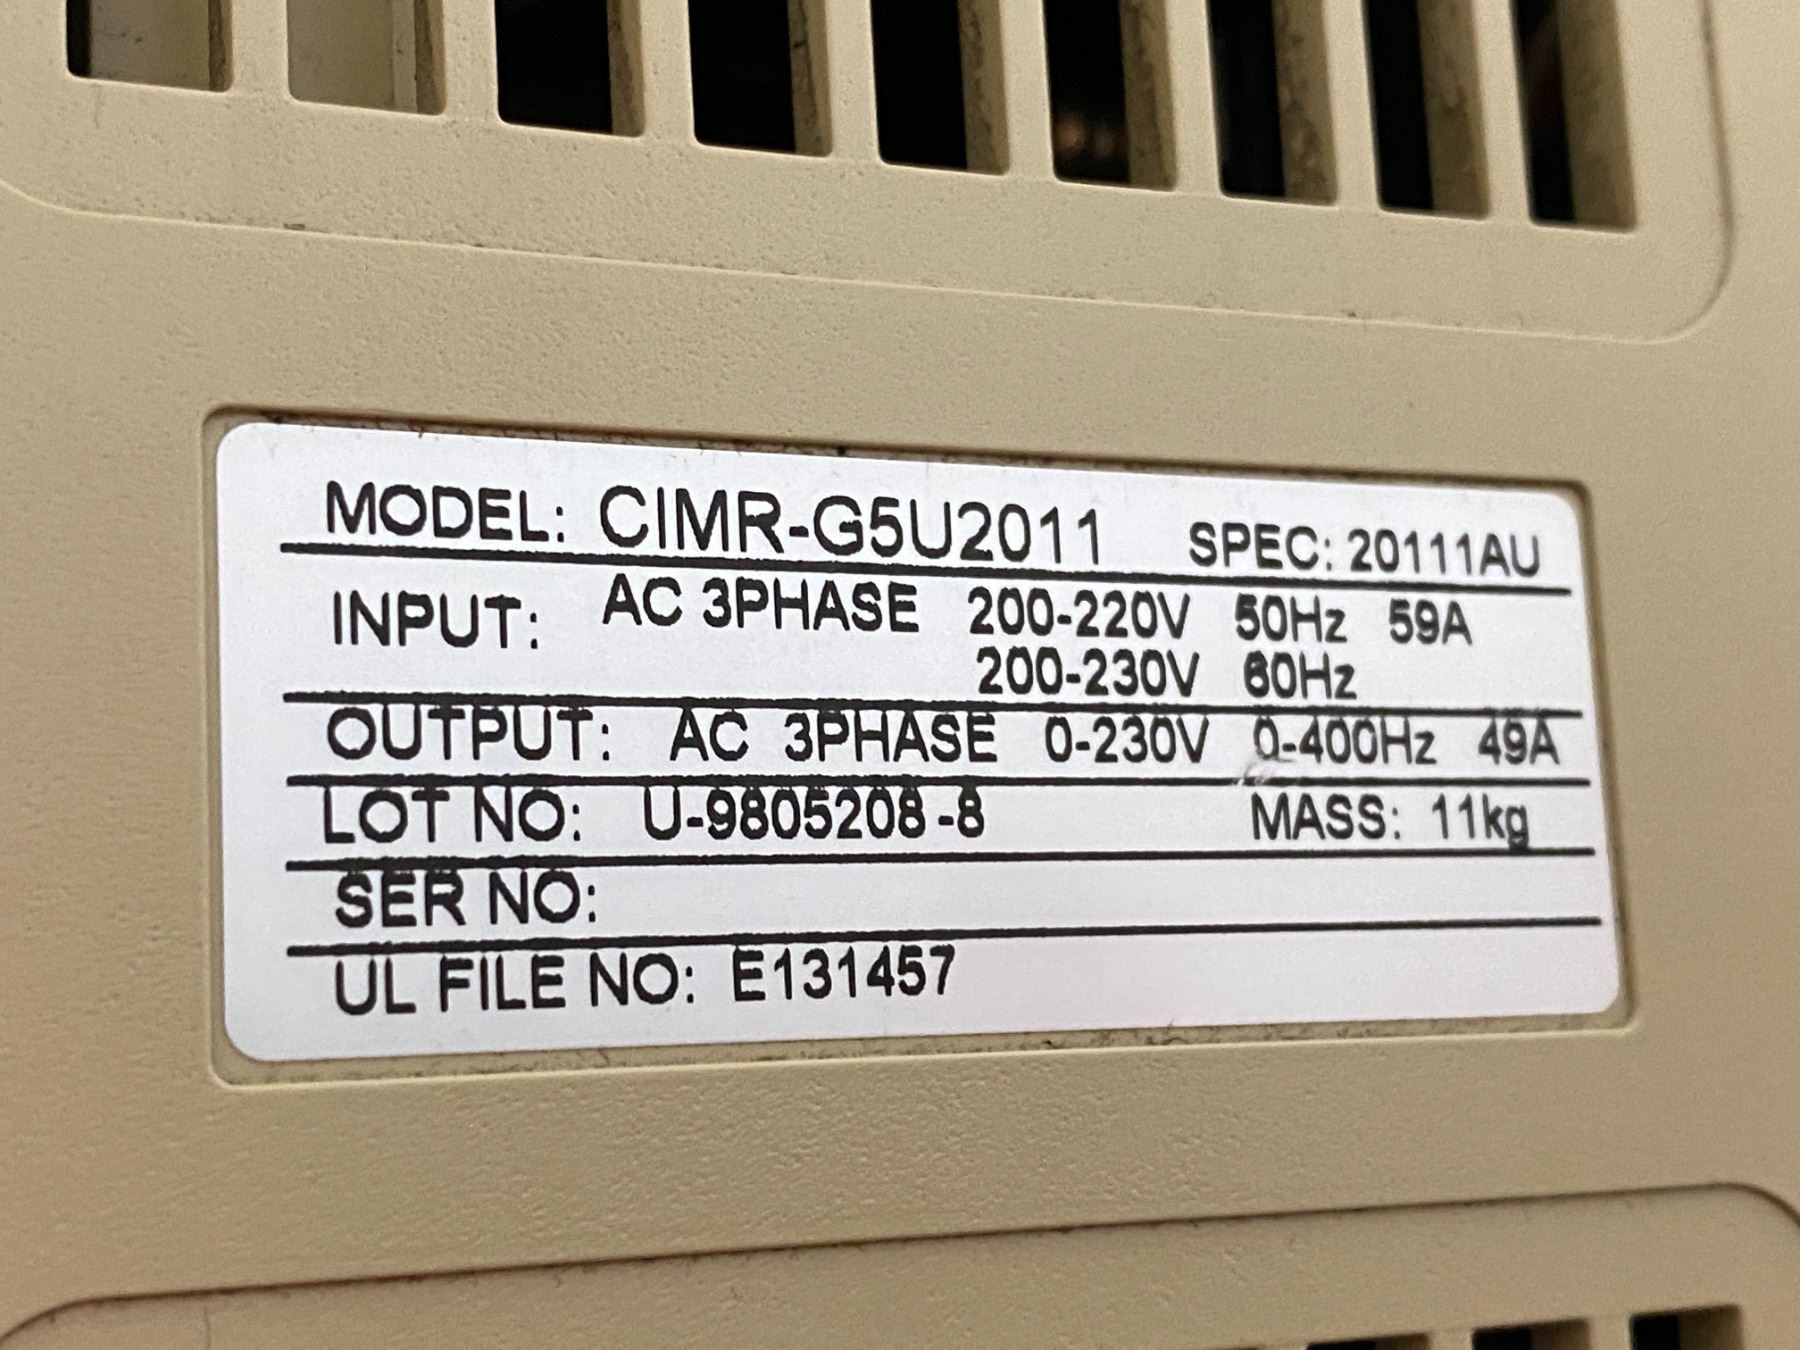 MODEL: CIMR-G5U2011 SPEC: 20111AU
INPUT: AC 3PHASE 200-220V 50Hz 59A
200-230V 60Hz
OUTPUT: AC 3PHASE 0-230V 0-400Hz 49A
LOT NO: U-9805208-8 MASS: 11kg
SER NO:
UL FILE NO: E131457